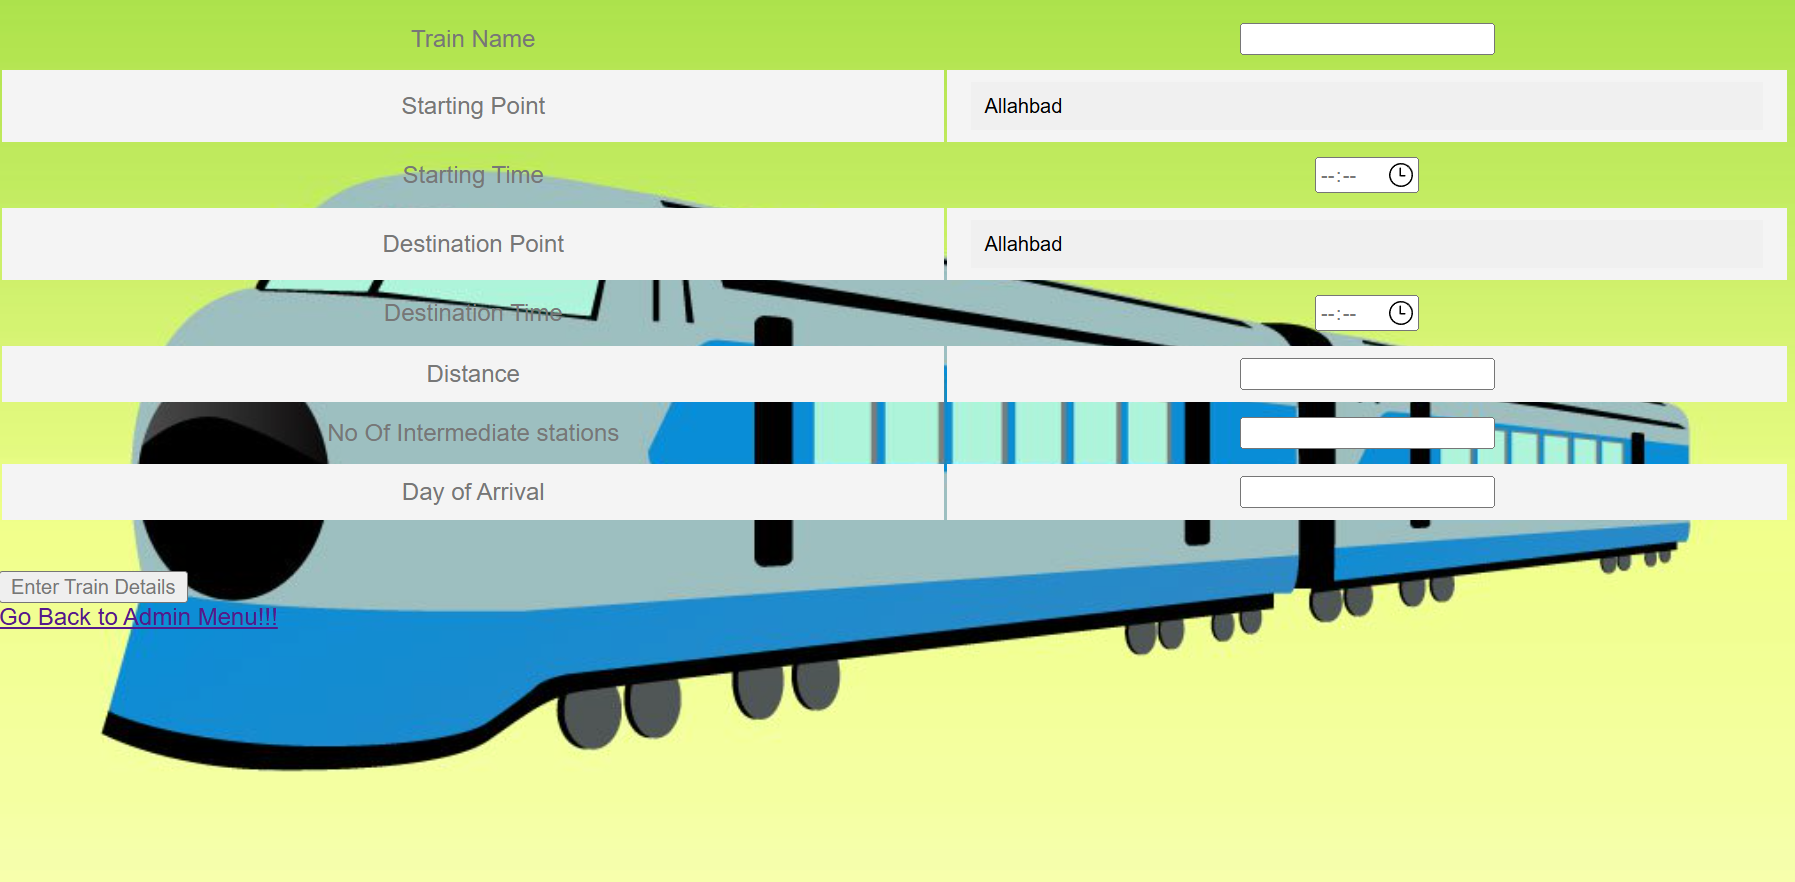 Train Name
Starting Point Allahbad
Starting Time --:--
Destination Point Allahbad
Destination Time --:--
Distance
No Of Intermediate stations
Day of Arrival
Enter Train Details
Go Back to Admin Menu!!!